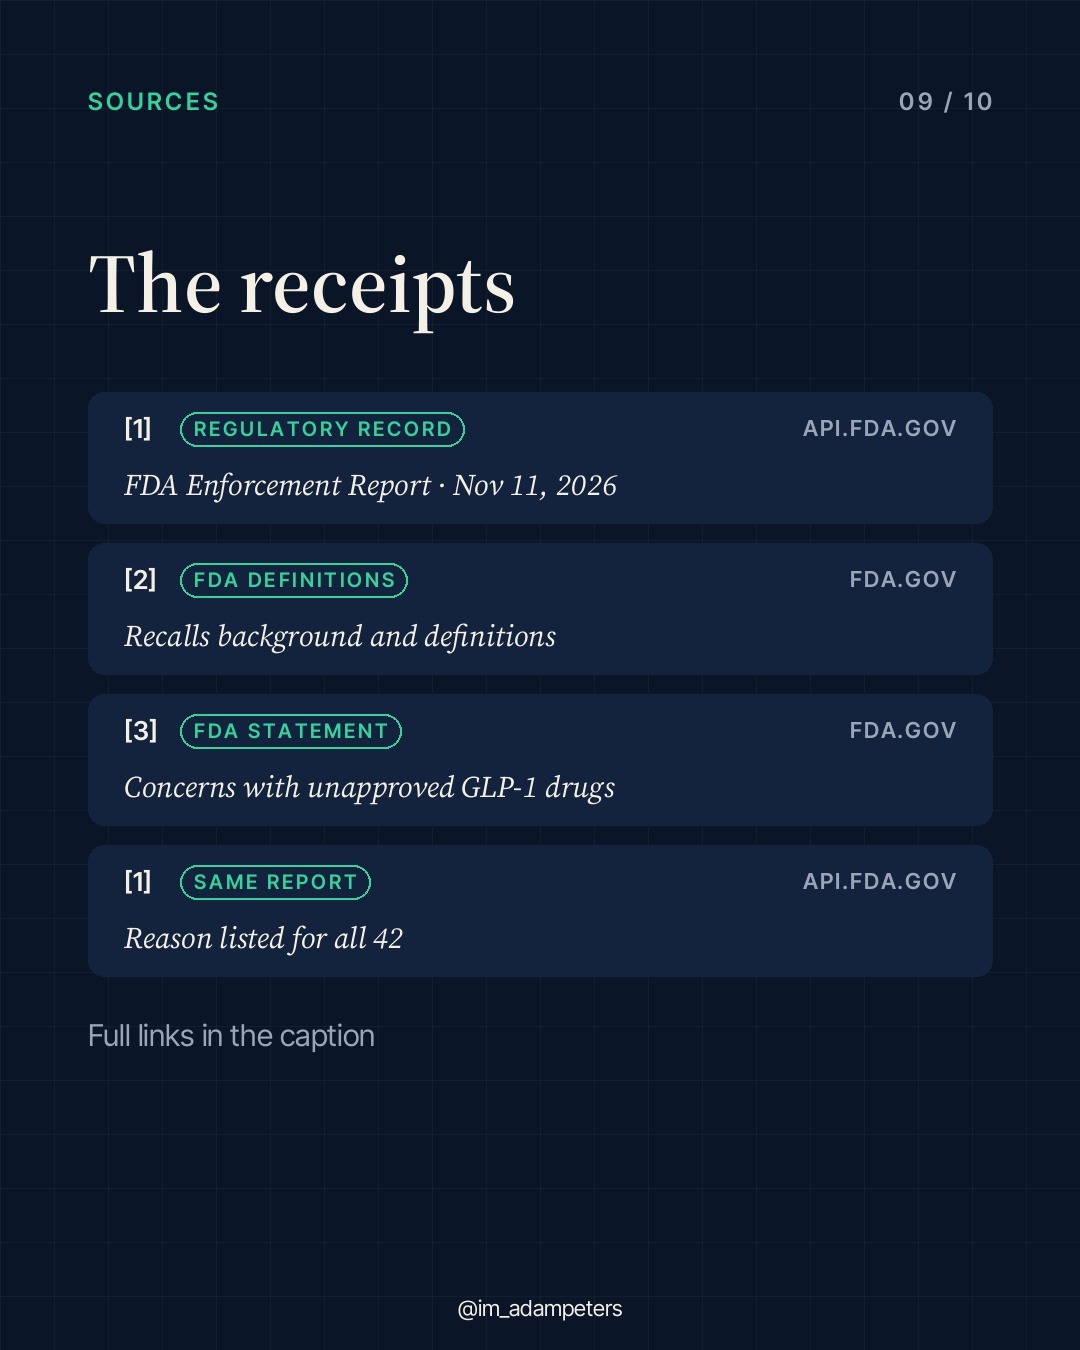 SOURCES
09 / 10
The receipts
[1] REGULATORY RECORD API.FDA.GOV
FDA Enforcement Report · Nov 11, 2026
[2] FDA DEFINITIONS FDA.GOV
Recalls background and definitions
[3] FDA STATEMENT FDA.GOV
Concerns with unapproved GLP-1 drugs
[1] SAME REPORT API.FDA.GOV
Reason listed for all 42
Full links in the caption
@im_adampeters